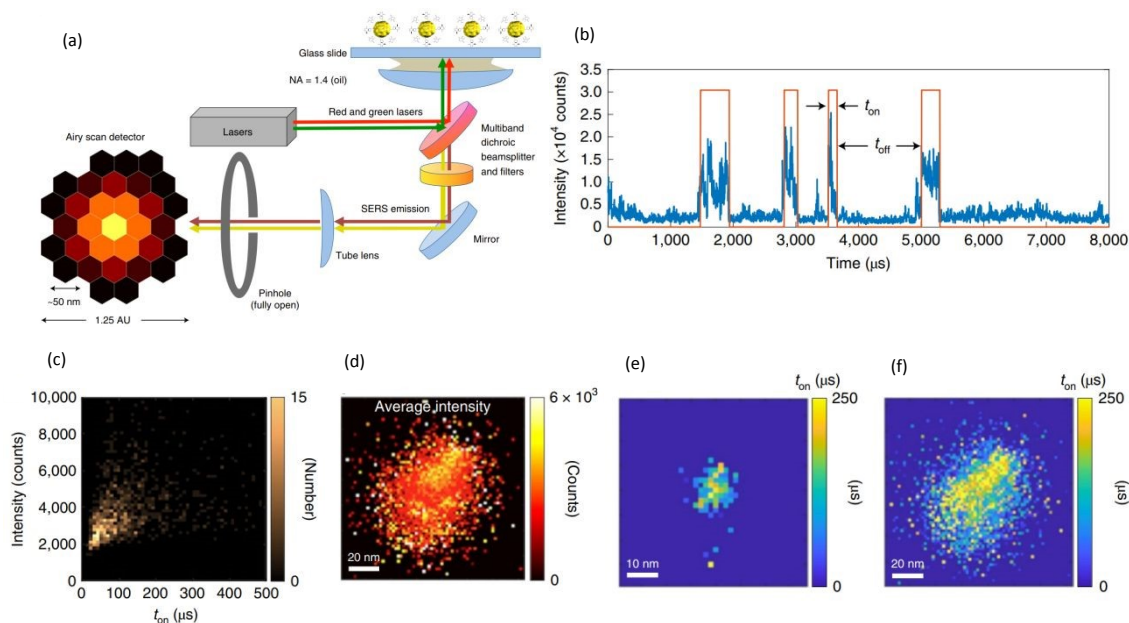 (a)
Glass slide
NA = 1.4 (oil)
Red and green lasers
Lasers
Airy scan detector
Multiband
dichroic
beamsplitter
and filters
SERS emission
Mirror
Tube lens
Pinhole
(fully open)
~50 nm
1.25 AU
(b)
Intensity (×10⁴ counts)
3.5
3.0
2.5
2.0
1.5
1.0
0.5
0
t_on
t_off
0 1,000 2,000 3,000 4,000 5,000 6,000 7,000 8,000
Time (μs)
(c)
Intensity (counts)
10,000
8,000
6,000
4,000
2,000
0
0 100 200 300 400 500
t_on (μs)
15
0
(Number)
(d)
Average intensity
20 nm
6 × 10³
0
(Counts)
(e)
t_on (μs)
250
0
(μs)
10 nm
(f)
t_on (μs)
250
0
(μs)
20 nm